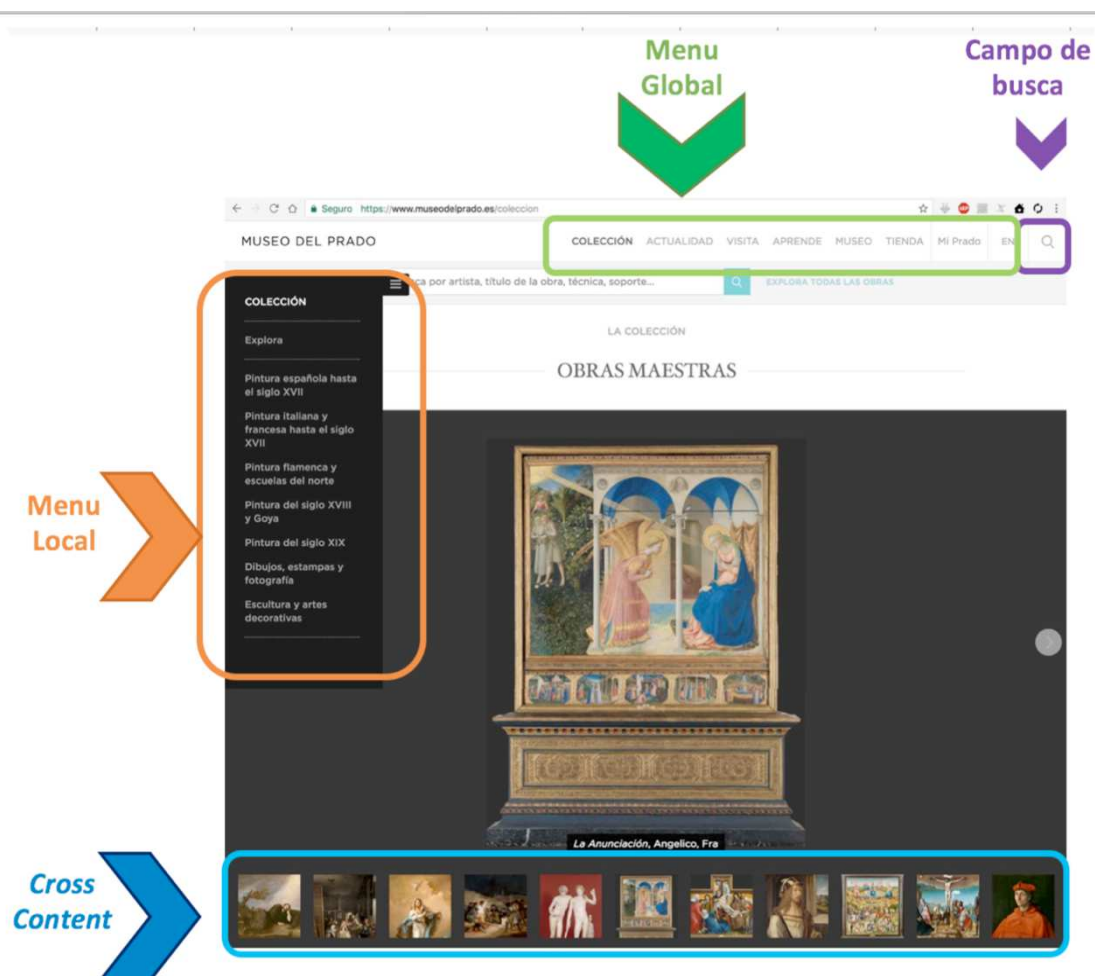 Menu
Global
Campo de
busca
Seguro https://www.museodelprado.es/coleccion
MUSEO DEL PRADO
COLECCIÓN ACTUALIDAD VISITA APRENDE MUSEO TIENDA Mi Prado EN
ca por artista, título de la obra, técnica, soporte...
EXPLORA TODAS LAS OBRAS
COLECCIÓN
Explora
Pintura española hasta
el siglo XVII
Pintura italiana y
francesa hasta el siglo
XVII
Pintura flamenca y
escuelas del norte
Pintura del siglo XVIII
y Goya
Pintura del siglo XIX
Dibujos, estampas y
fotografía
Escultura y artes
decorativas
LA COLECCIÓN
OBRAS MAESTRAS
Menu
Local
La Anunciación, Angelico, Fra
Cross
Content